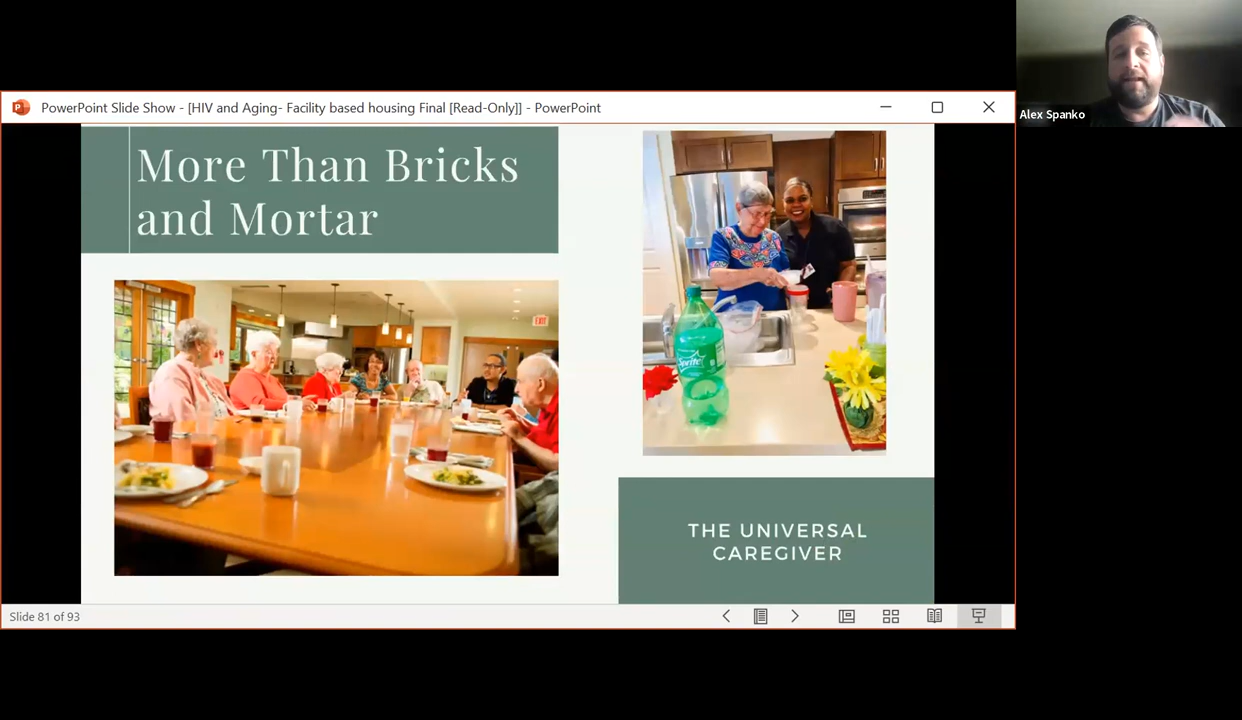 PowerPoint Slide Show - [HIV and Aging- Facility based housing Final [Read-Only]] - PowerPoint
Alex Spanko
More Than Bricks
and Mortar
EXIT
Sprite
THE UNIVERSAL
CAREGIVER
Slide 81 of 93